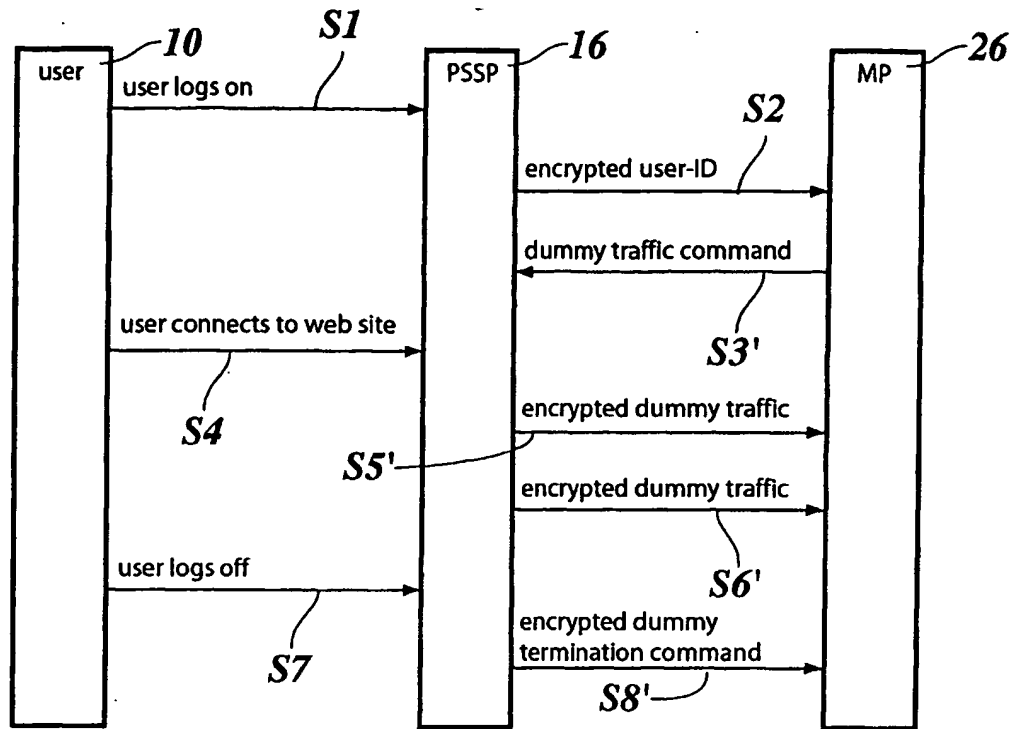 user
10
S1
PSSP
16
MP
26
user logs on
S2
encrypted user-ID
dummy traffic command
S3'
user connects to web site
S4
encrypted dummy traffic
S5'
encrypted dummy traffic
S6'
user logs off
S7
encrypted dummy
termination command
S8'